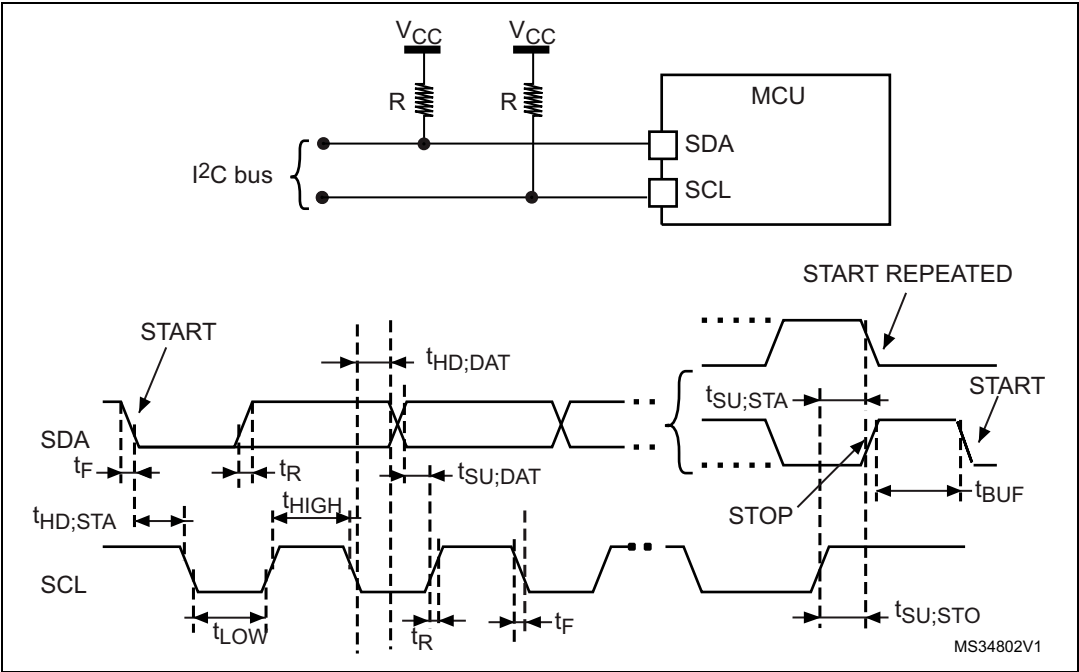 VCC VCC
R R
MCU
SDA
SCL
I2C bus
START REPEATED
START
tHD;DAT
tSU;STA
START
SDA
tF
tR
tSU;DAT
tHIGH
tBUF
tHD;STA
STOP
SCL
tLOW
tR
tF
tSU;STO
MS34802V1